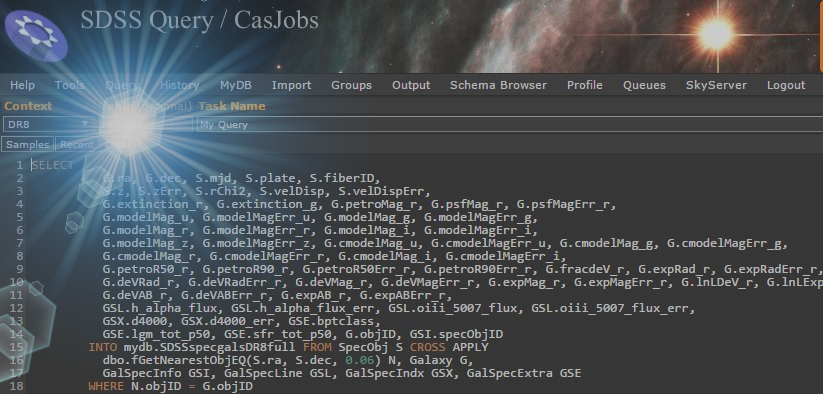 SDSS Query / CasJobs
Help Tools Query History MyDB Import Groups Output Schema Browser Profile Queues SkyServer Logout
Context Task Name
DR8 My Query
Samples Recent
1 SELECT
2 G.ra, G.dec, S.mjd, S.plate, S.fiberID,
3 S.z, S.zErr, S.rChi2, S.velDisp, S.velDispErr,
4 G.extinction_r, G.extinction_g, G.petroMag_r, G.psfMag_r, G.psfMagErr_r,
5 G.modelMag_u, G.modelMagErr_u, G.modelMag_g, G.modelMagErr_g,
6 G.modelMag_r, G.modelMagErr_r, G.modelMag_i, G.modelMagErr_i,
7 G.modelMag_z, G.modelMagErr_z, G.cmodelMag_u, G.cmodelMagErr_u, G.cmodelMag_g, G.cmodelMagErr_g,
8 G.cmodelMag_r, G.cmodelMagErr_r, G.cmodelMag_i, G.cmodelMagErr_i,
9 G.petroR50_r, G.petroR90_r, G.petroR50Err_r, G.petroR90Err_r, G.fracdeV_r, G.expRad_r, G.expRadErr_r,
10 G.deVRad_r, G.deVRadErr_r, G.deVMag_r, G.deVMagErr_r, G.expMag_r, G.expMagErr_r, G.lnLDeV_r, G.lnLExp
11 G.deVAB_r, G.deVABErr_r, G.expAB_r, G.expABErr_r,
12 GSL.h_alpha_flux, GSL.h_alpha_flux_err, GSL.oiii_5007_flux, GSL.oiii_5007_flux_err,
13 GSX.d4000, GSX.d4000_err, GSE.bptclass,
14 GSE.lgm_tot_p50, GSE.sfr_tot_p50, G.objID, GSI.specObjID
15 INTO mydb.SDSSspecgalsDR8full FROM SpecObj S CROSS APPLY
16 dbo.fGetNearestObjEQ(S.ra, S.dec, 0.06) N, Galaxy G,
17 GalSpecInfo GSI, GalSpecLine GSL, GalSpecIndx GSX, GalSpecExtra GSE
18 WHERE N.objID = G.objID